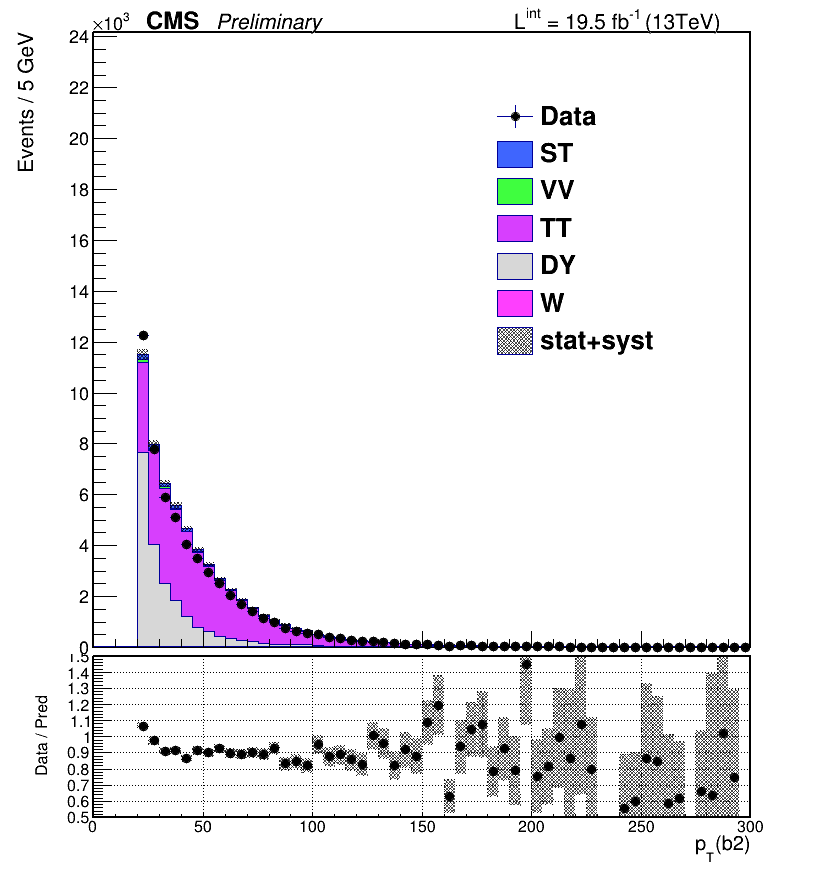 ×10³ CMS Preliminary L^int = 19.5 fb⁻¹ (13TeV)
Events / 5 GeV
24
22
20
18
16
14
12
10
8
6
4
2
0
Data
ST
VV
TT
DY
W
stat+syst
Data / Pred
1.5
1.4
1.3
1.2
1.1
1
0.9
0.8
0.7
0.6
0.5
0 50 100 150 200 250 300
p_T(b2)